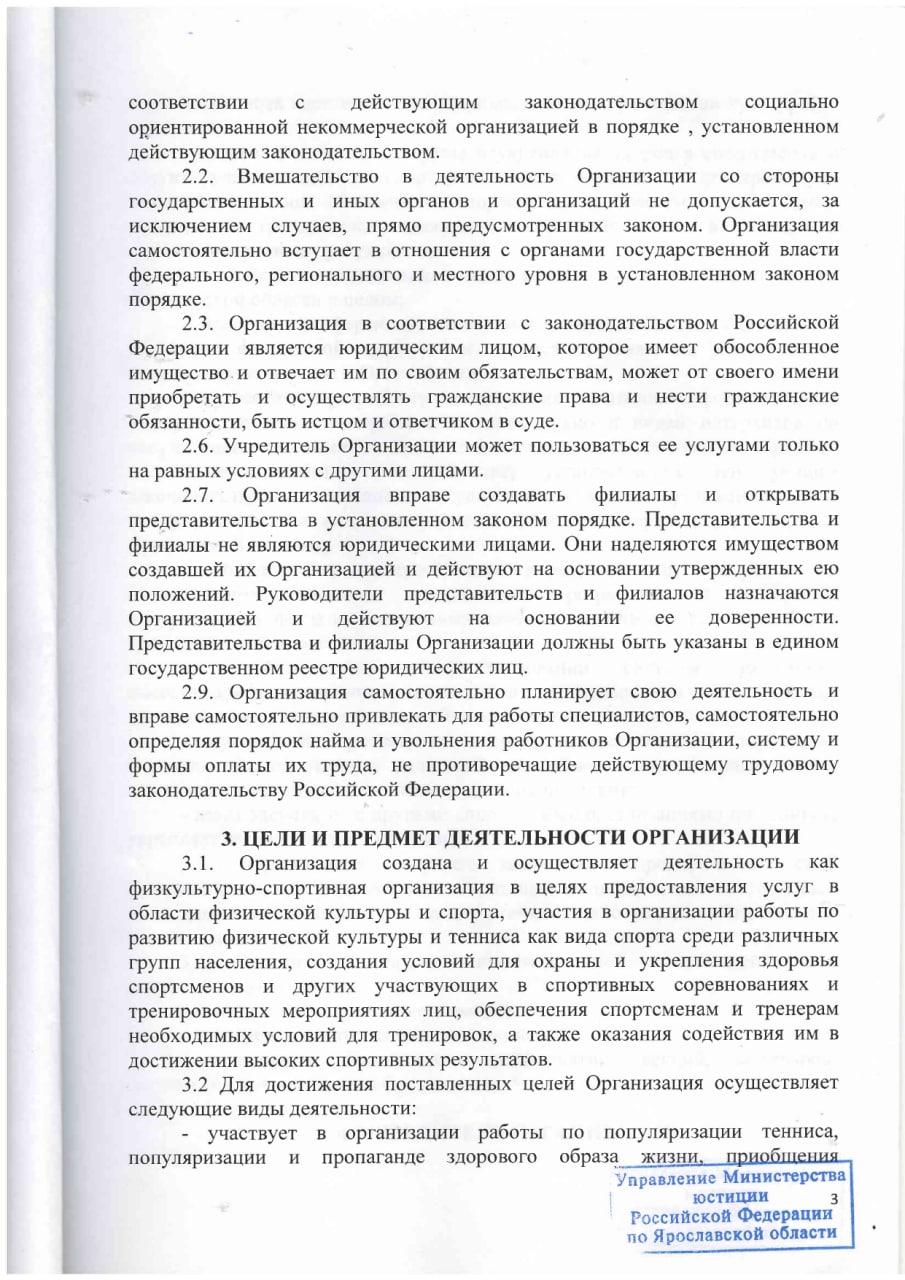 соответствии с действующим законодательством социально
ориентированной некоммерческой организацией в порядке , установленном
действующим законодательством.
2.2. Вмешательство в деятельность Организации со стороны
государственных и иных органов и организаций не допускается, за
исключением случаев, прямо предусмотренных законом. Организация
самостоятельно вступает в отношения с органами государственной власти
федерального, регионального и местного уровня в установленном законом
порядке.
2.3. Организация в соответствии с законодательством Российской
Федерации является юридическим лицом, которое имеет обособленное
имущество и отвечает им по своим обязательствам, может от своего имени
приобретать и осуществлять гражданские права и нести гражданские
обязанности, быть истцом и ответчиком в суде.
2.6. Учредитель Организации может пользоваться ее услугами только
на равных условиях с другими лицами.
2.7. Организация вправе создавать филиалы и открывать
представительства в установленном законом порядке. Представительства и
филиалы не являются юридическими лицами. Они наделяются имуществом
создавшей их Организацией и действуют на основании утвержденных ею
положений. Руководители представительств и филиалов назначаются
Организацией и действуют на основании ее доверенности.
Представительства и филиалы Организации должны быть указаны в едином
государственном реестре юридических лиц.
2.9. Организация самостоятельно планирует свою деятельность и
вправе самостоятельно привлекать для работы специалистов, самостоятельно
определяя порядок найма и увольнения работников Организации, систему и
формы оплаты их труда, не противоречащие действующему трудовому
законодательству Российской Федерации.
3. ЦЕЛИ И ПРЕДМЕТ ДЕЯТЕЛЬНОСТИ ОРГАНИЗАЦИИ
3.1. Организация создана и осуществляет деятельность как
физкультурно-спортивная организация в целях предоставления услуг в
области физической культуры и спорта, участия в организации работы по
развитию физической культуры и тенниса как вида спорта среди различных
групп населения, создания условий для охраны и укрепления здоровья
спортсменов и других участвующих в спортивных соревнованиях и
тренировочных мероприятиях лиц, обеспечения спортсменам и тренерам
необходимых условий для тренировок, а также оказания содействия им в
достижении высоких спортивных результатов.
3.2 Для достижения поставленных целей Организация осуществляет
следующие виды деятельности:
- участвует в организации работы по популяризации тенниса,
популяризации и пропаганде здорового образа жизни, приобщения
Управление Министерства
юстиции
3
Российской Федерации
по Ярославской области